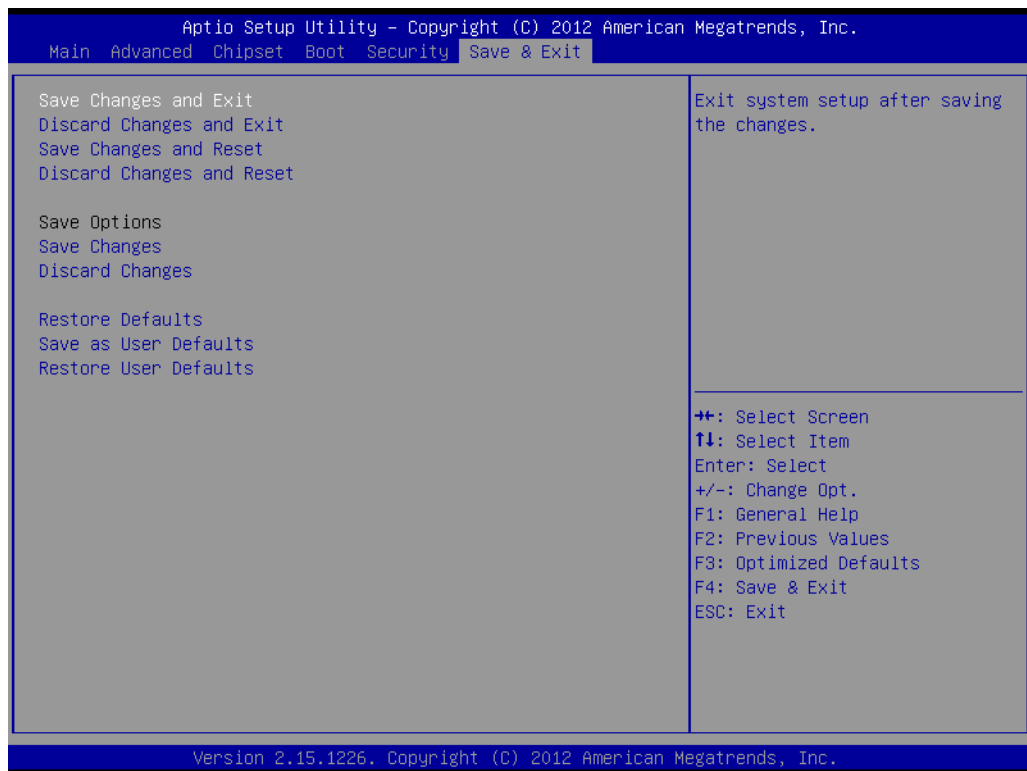 Aptio Setup Utility – Copyright (C) 2012 American Megatrends, Inc.
Main Advanced Chipset Boot Security Save & Exit
Save Changes and Exit
Discard Changes and Exit
Save Changes and Reset
Discard Changes and Reset
Save Options
Save Changes
Discard Changes
Restore Defaults
Save as User Defaults
Restore User Defaults
Exit system setup after saving
the changes.
→←: Select Screen
↑↓: Select Item
Enter: Select
+/-: Change Opt.
F1: General Help
F2: Previous Values
F3: Optimized Defaults
F4: Save & Exit
ESC: Exit
Version 2.15.1226. Copyright (C) 2012 American Megatrends, Inc.